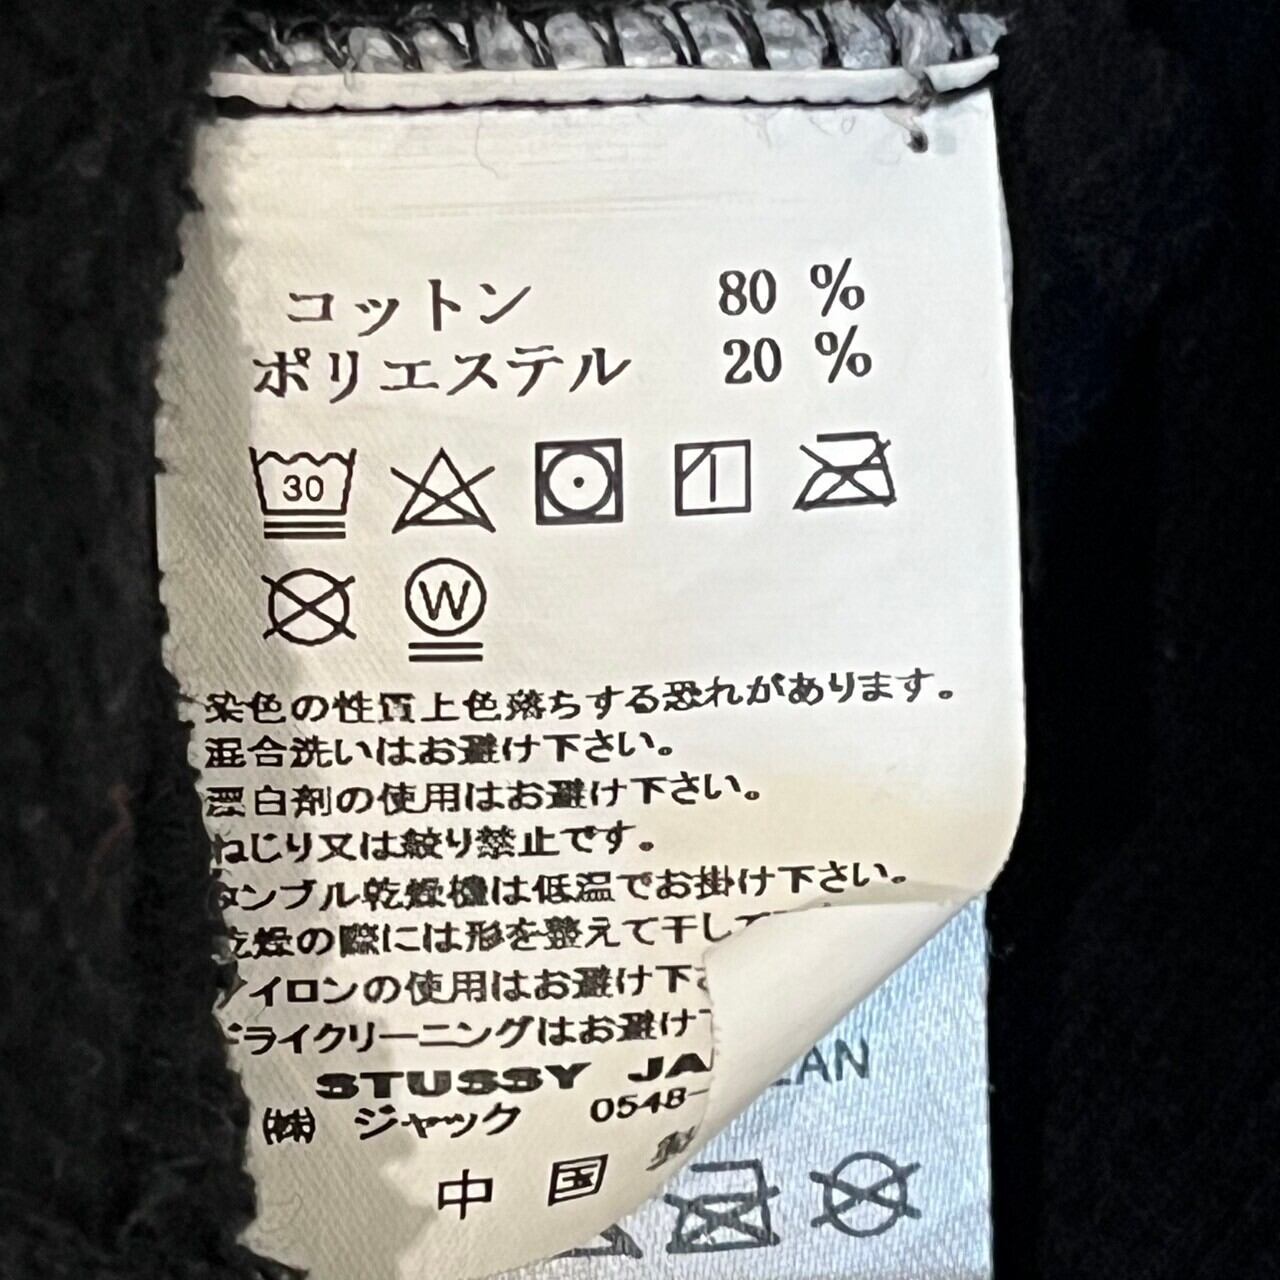 コットン 80 %
ポリエステル 20 %
30
W
染色の性質上色落ちする恐れがあります。
混合洗いはお避け下さい。
漂白剤の使用はお避け下さい。
ねじり又は絞り禁止です。
タンブル乾燥機は低温でお掛け下さい。
乾燥の際には形を整えて干して
アイロンの使用はお避け下さ
ドライクリーニングはお避け下
STUSSY JA
㈱ ジャック 0548-
中 国 製
EAN